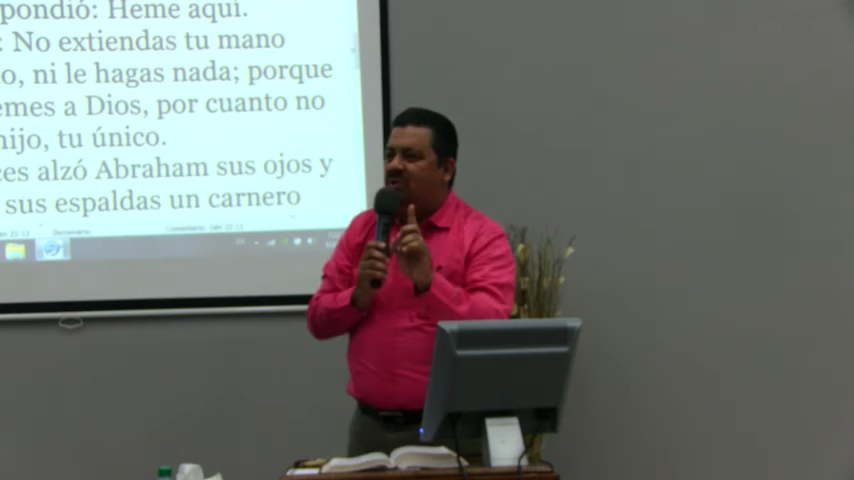 pondió: Heme aquí.
: No extiendas tu mano
o, ni le hagas nada; porque
emes a Dios, por cuanto no
hijo, tu único.
ces alzó Abraham sus ojos y
sus espaldas un carnero